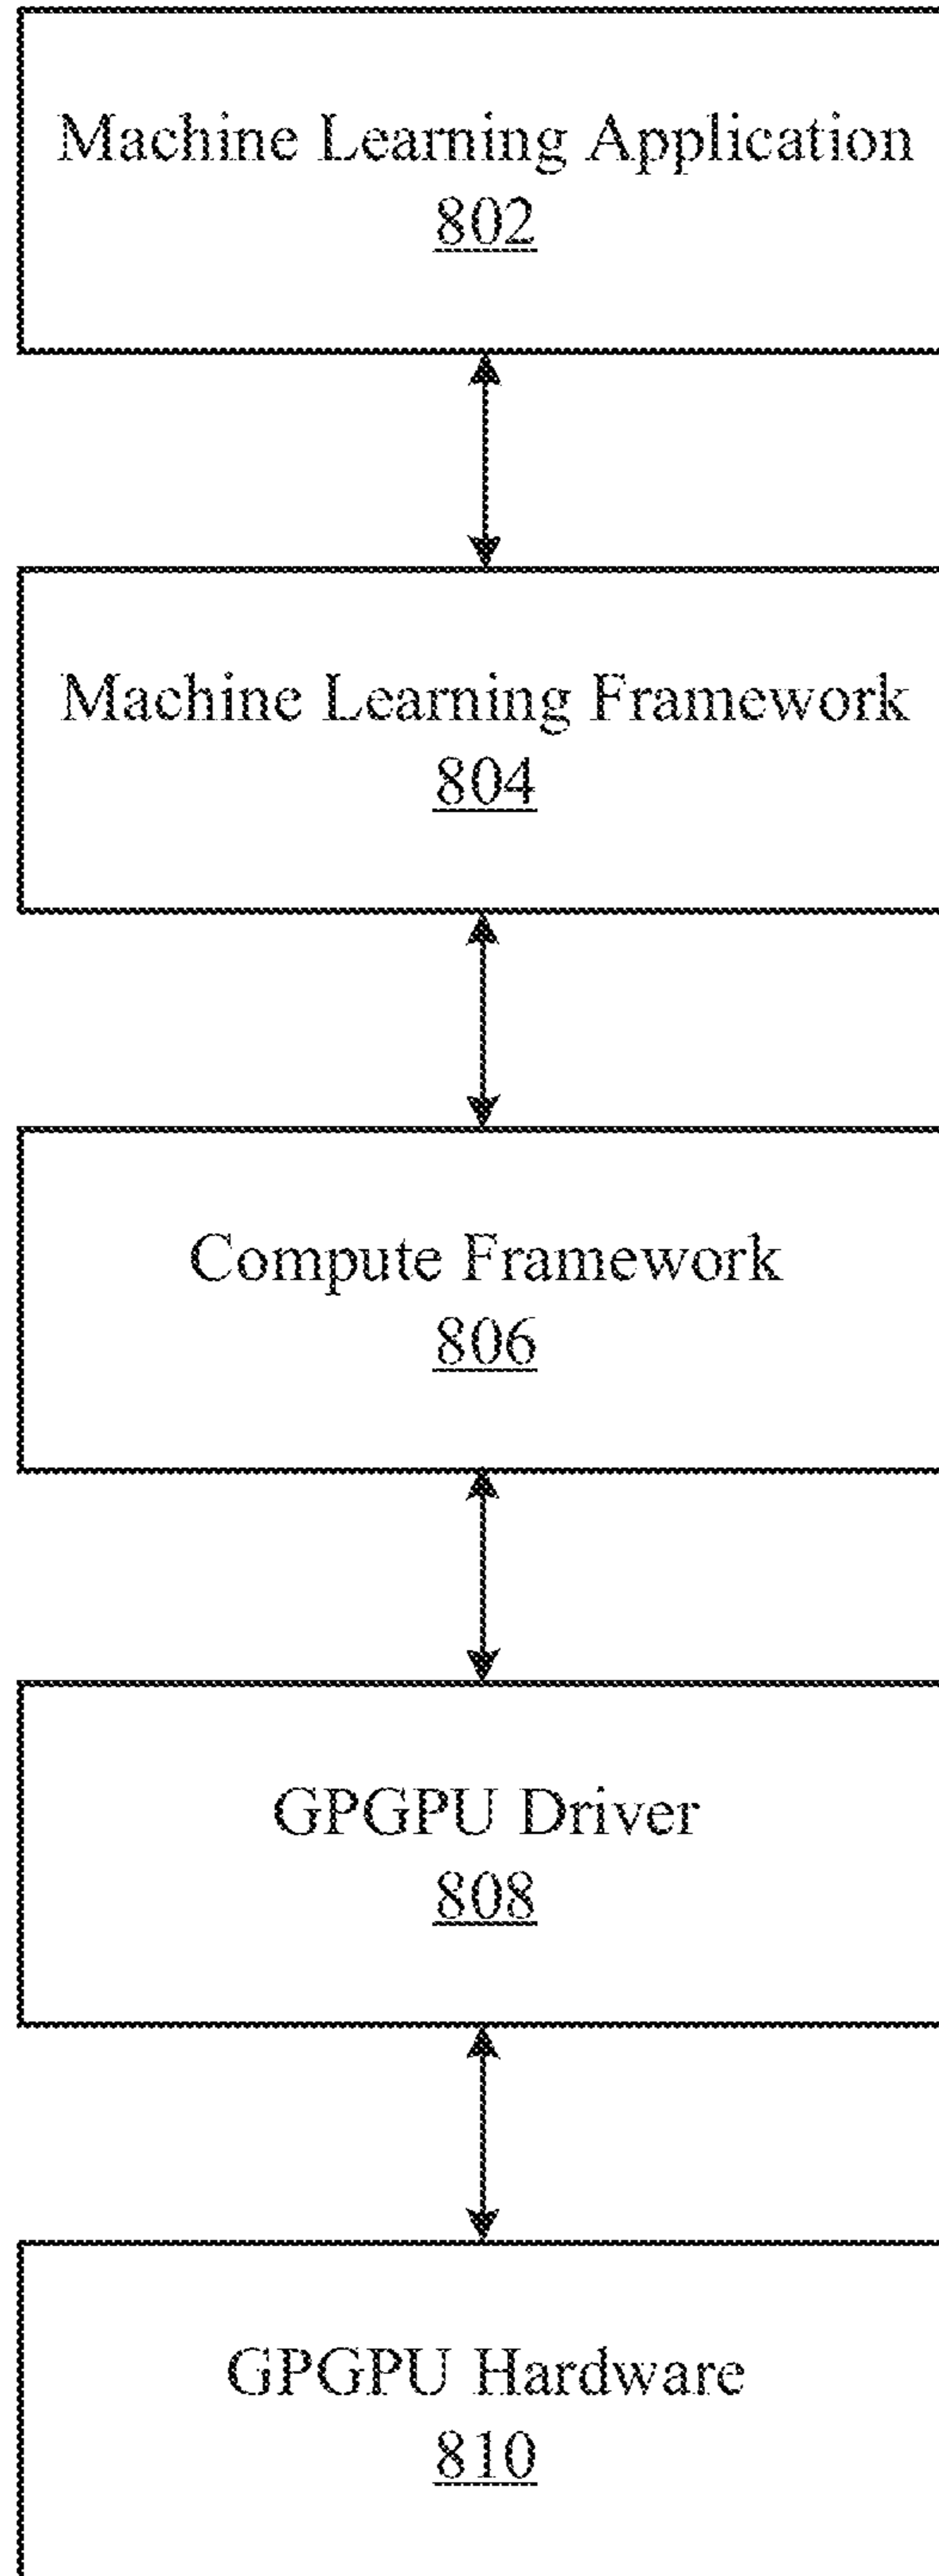 Machine Learning Application
802
Machine Learning Framework
804
Compute Framework
806
GPGPU Driver
808
GPGPU Hardware
810